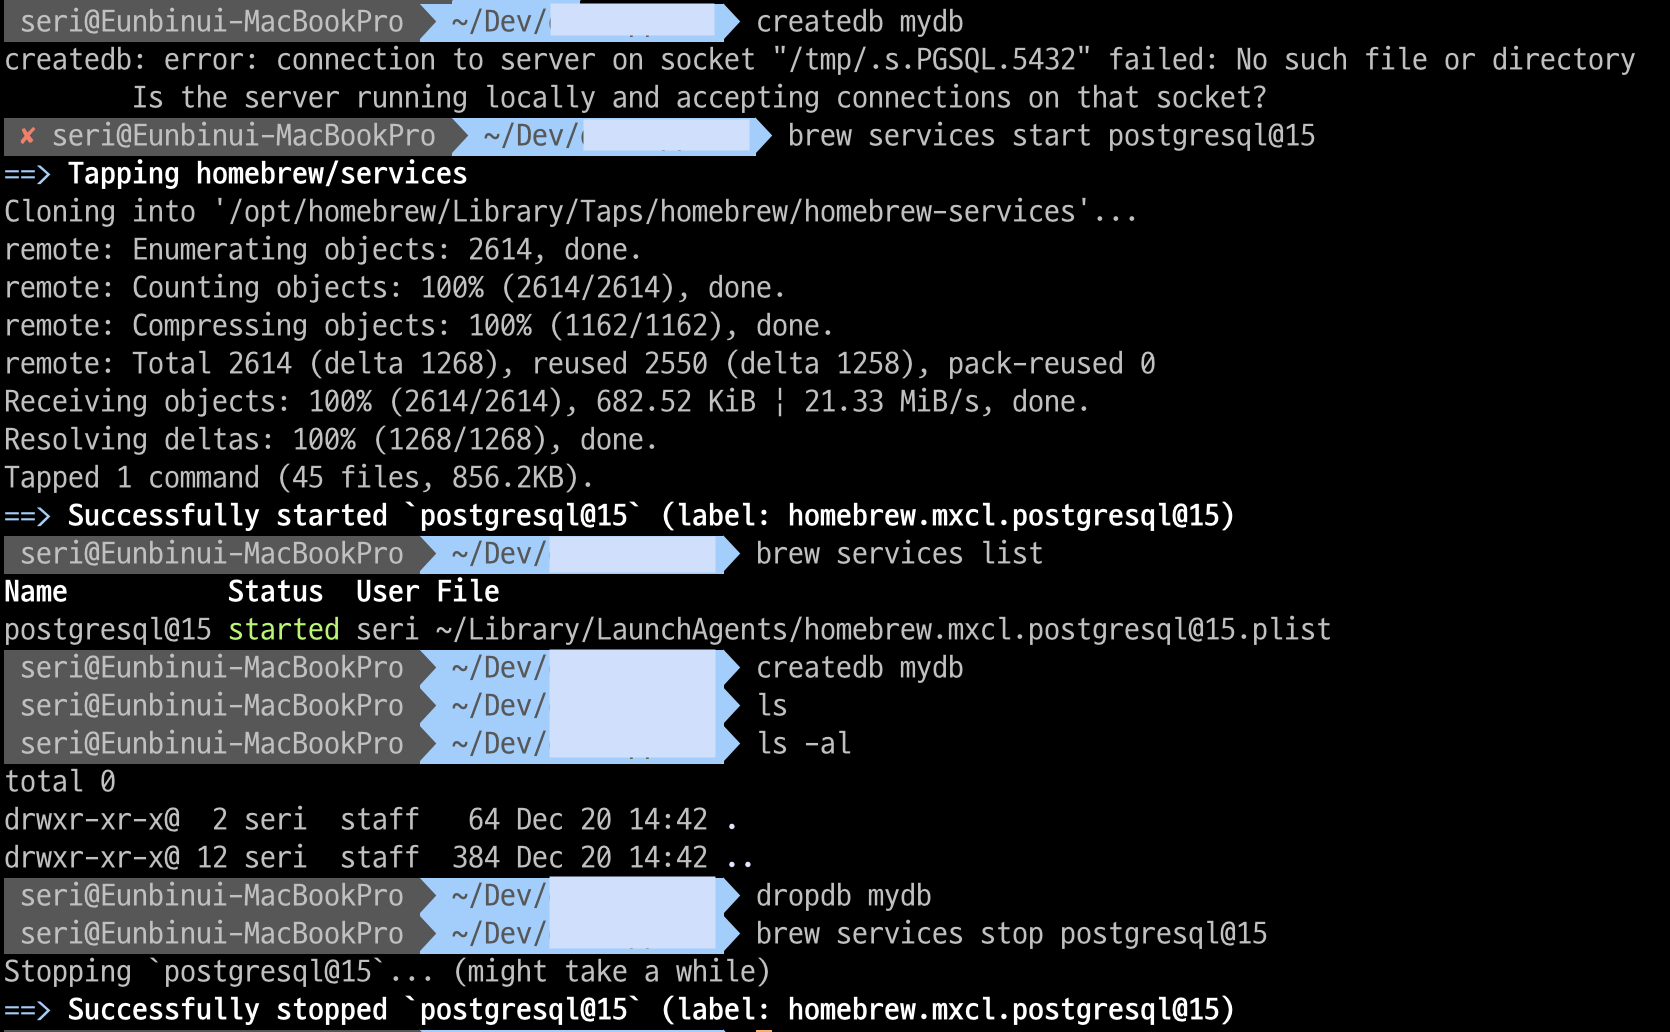 seri@Eunbinui-MacBookPro ~/Dev/ createdb mydb
createdb: error: connection to server on socket "/tmp/.s.PGSQL.5432" failed: No such file or directory
Is the server running locally and accepting connections on that socket?
✘ seri@Eunbinui-MacBookPro ~/Dev/ brew services start postgresql@15
==> Tapping homebrew/services
Cloning into '/opt/homebrew/Library/Taps/homebrew/homebrew-services'...
remote: Enumerating objects: 2614, done.
remote: Counting objects: 100% (2614/2614), done.
remote: Compressing objects: 100% (1162/1162), done.
remote: Total 2614 (delta 1268), reused 2550 (delta 1258), pack-reused 0
Receiving objects: 100% (2614/2614), 682.52 KiB | 21.33 MiB/s, done.
Resolving deltas: 100% (1268/1268), done.
Tapped 1 command (45 files, 856.2KB).
==> Successfully started `postgresql@15` (label: homebrew.mxcl.postgresql@15)
seri@Eunbinui-MacBookPro ~/Dev/ brew services list
Name Status User File
postgresql@15 started seri ~/Library/LaunchAgents/homebrew.mxcl.postgresql@15.plist
seri@Eunbinui-MacBookPro ~/Dev/ createdb mydb
seri@Eunbinui-MacBookPro ~/Dev/ ls
seri@Eunbinui-MacBookPro ~/Dev/ ls -al
total 0
drwxr-xr-x@ 2 seri staff 64 Dec 20 14:42 .
drwxr-xr-x@ 12 seri staff 384 Dec 20 14:42 ..
seri@Eunbinui-MacBookPro ~/Dev/ dropdb mydb
seri@Eunbinui-MacBookPro ~/Dev/ brew services stop postgresql@15
Stopping `postgresql@15`... (might take a while)
==> Successfully stopped `postgresql@15` (label: homebrew.mxcl.postgresql@15)